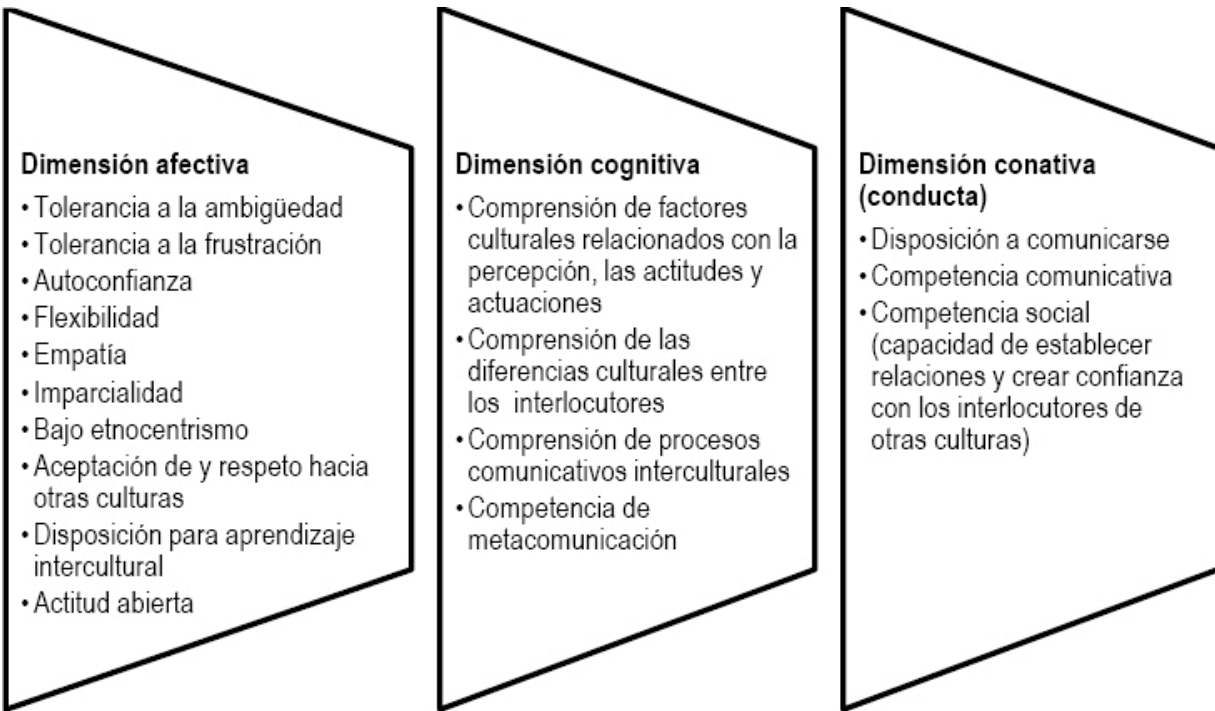 Dimensión afectiva
• Tolerancia a la ambigüedad
• Tolerancia a la frustración
• Autoconfianza
• Flexibilidad
• Empatía
• Imparcialidad
• Bajo etnocentrismo
• Aceptación de y respeto hacia
otras culturas
• Disposición para aprendizaje
intercultural
• Actitud abierta
Dimensión cognitiva
• Comprensión de factores
culturales relacionados con la
percepción, las actitudes y
actuaciones
• Comprensión de las
diferencias culturales entre
los interlocutores
• Comprensión de procesos
comunicativos interculturales
• Competencia de
metacomunicación
Dimensión conativa
(conducta)
• Disposición a comunicarse
• Competencia comunicativa
• Competencia social
(capacidad de establecer
relaciones y crear confianza
con los interlocutores de
otras culturas)